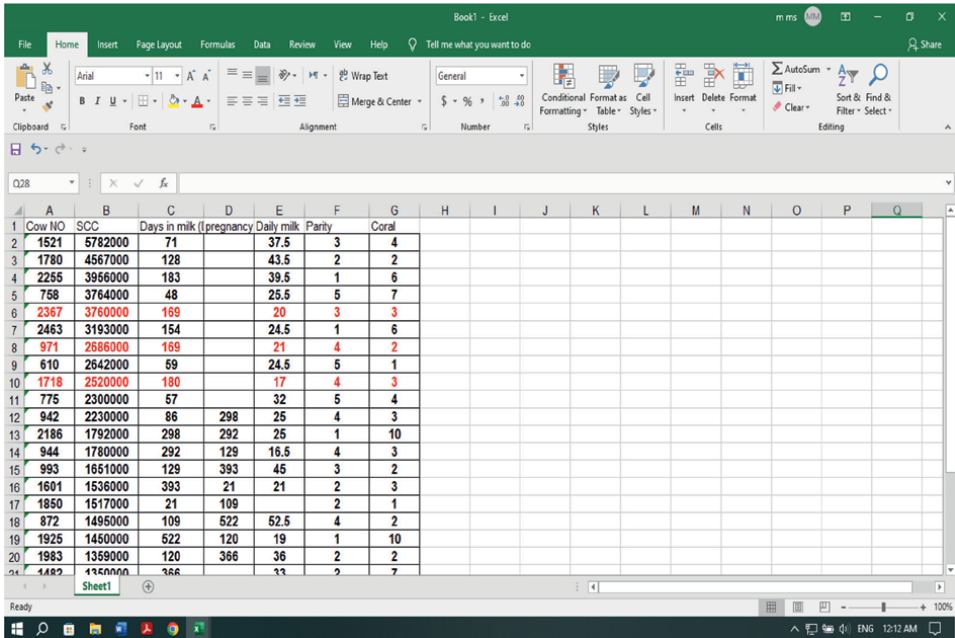 Book1 - Excel
m ms MM
File Home Insert Page Layout Formulas Data Review View Help Tell me what you want to do Share
Paste
Arial 11 A A
Wrap Text
General
B I U A
Merge & Center
$ % , .0 .00 .00 .0
Conditional Formatting Format as Table Cell Styles
Insert Delete Format
AutoSum
Fill
Clear
Sort & Filter Find & Select
Clipboard Font Alignment Number Styles Cells Editing
Q28 fx
A B C D E F G H I J K L M N O P Q
1 Cow NO SCC Days in milk ( pregnancy Daily milk Parity Coral
2 1521 5782000 71 37.5 3 4
3 1780 4567000 128 43.5 2 2
4 2255 3956000 183 39.5 1 6
5 758 3764000 48 25.5 5 7
6 2367 3760000 169 20 3 3
7 2463 3193000 154 24.5 1 6
8 971 2686000 169 21 4 2
9 610 2642000 59 24.5 5 1
10 1718 2520000 180 17 4 3
11 775 2300000 57 32 5 4
12 942 2230000 86 298 25 4 3
13 2186 1792000 298 292 25 1 10
14 944 1780000 292 129 16.5 4 3
15 993 1651000 129 393 45 3 2
16 1601 1536000 393 21 21 2 3
17 1850 1517000 21 109 2 1
18 872 1495000 109 522 52.5 4 2
19 1925 1450000 522 120 19 1 10
20 1983 1359000 120 366 36 2 2
21 1482 1350000 366 33 2 7
Sheet1
Ready 100%
ENG 12:12 AM